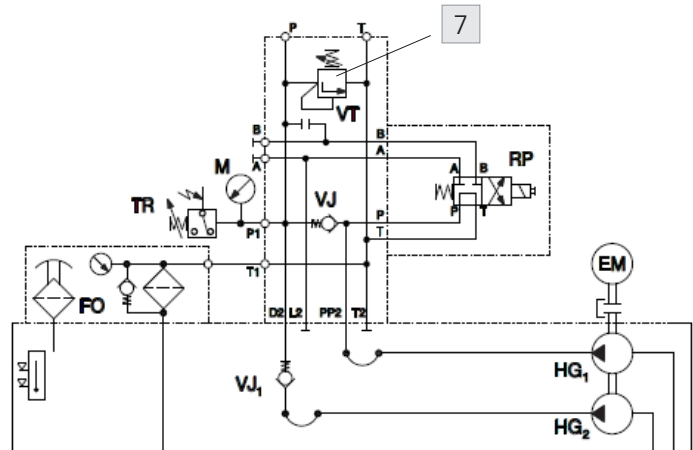 P T
7
VT
B B
A A
A B RP
M
TR
VJ
P
P1
P T
T
T1
EM
FO
D2 L2 PP2 T2
HG1
VJ1
HG2